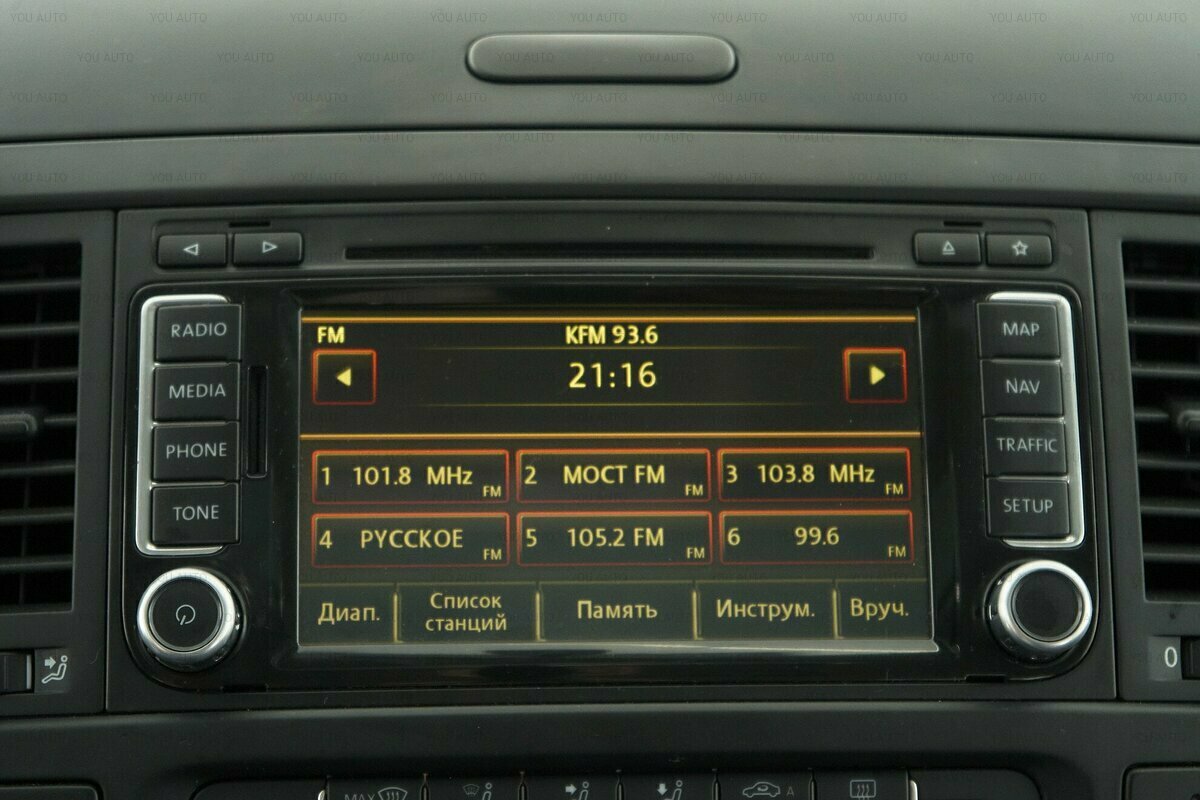 YOU AUTO
RADIO
MEDIA
PHONE
TONE
FM
KFM 93.6
21:16
1 101.8 MHz FM
2 МОСТ FM FM
3 103.8 MHz FM
4 РУССКОЕ FM
5 105.2 FM FM
6 99.6 FM
Диап.
Список
станций
Память
Инструм.
Вруч.
MAP
NAV
TRAFFIC
SETUP
0
MAX
A